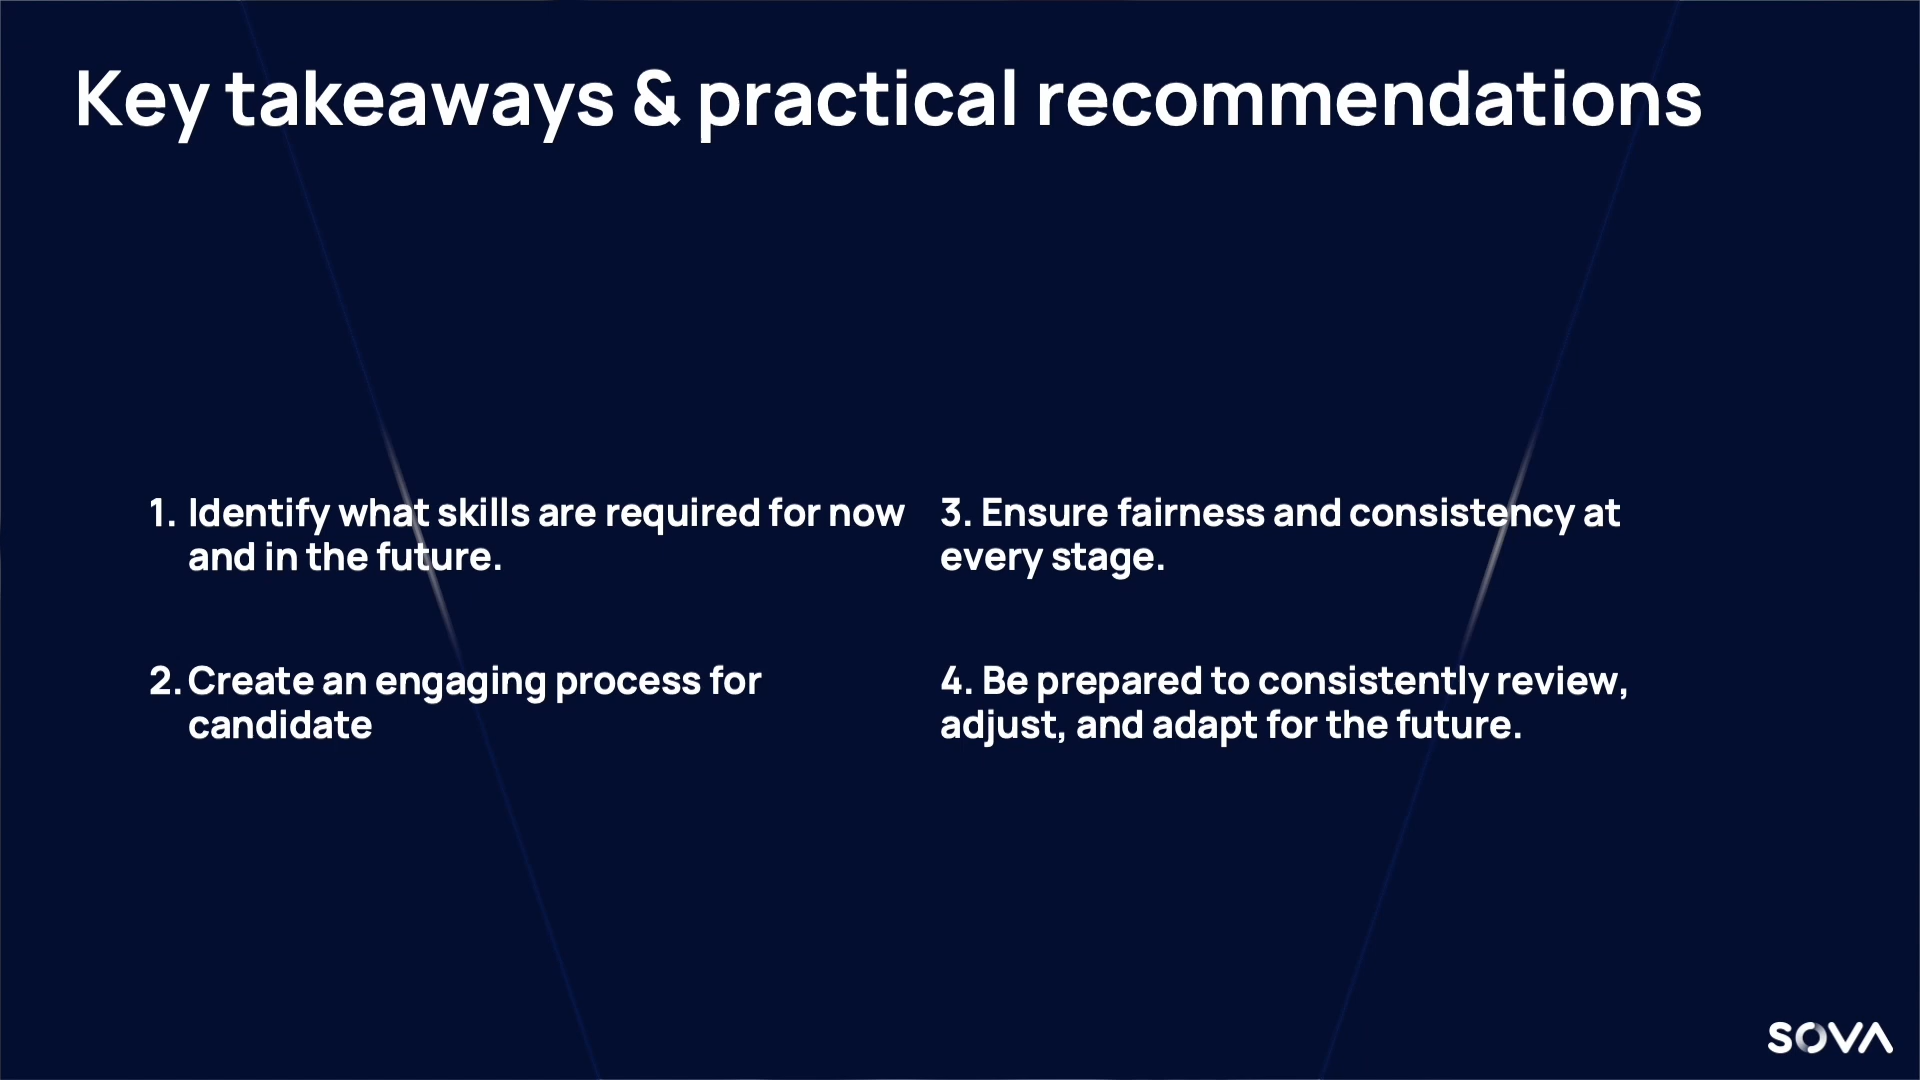 Key takeaways & practical recommendations
1. Identify what skills are required for now
and in the future.
2. Create an engaging process for
candidate
3. Ensure fairness and consistency at
every stage.
4. Be prepared to consistently review,
adjust, and adapt for the future.
SOVA